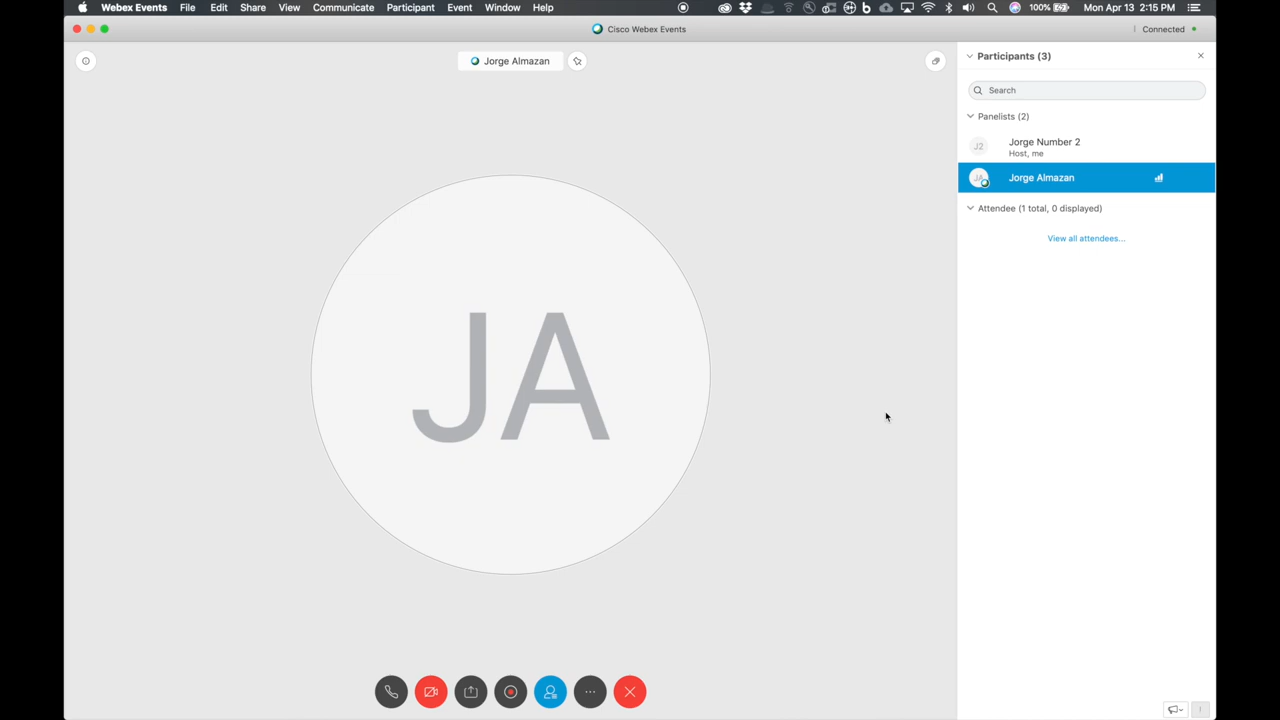 Webex Events File Edit Share View Communicate Participant Event Window Help 100% Mon Apr 13 2:15 PM
Cisco Webex Events
Connected
Jorge Almazan
Participants (3)
Search
Panelists (2)
J2 Jorge Number 2
Host, me
JA Jorge Almazan
Attendee (1 total, 0 displayed)
View all attendees...
JA